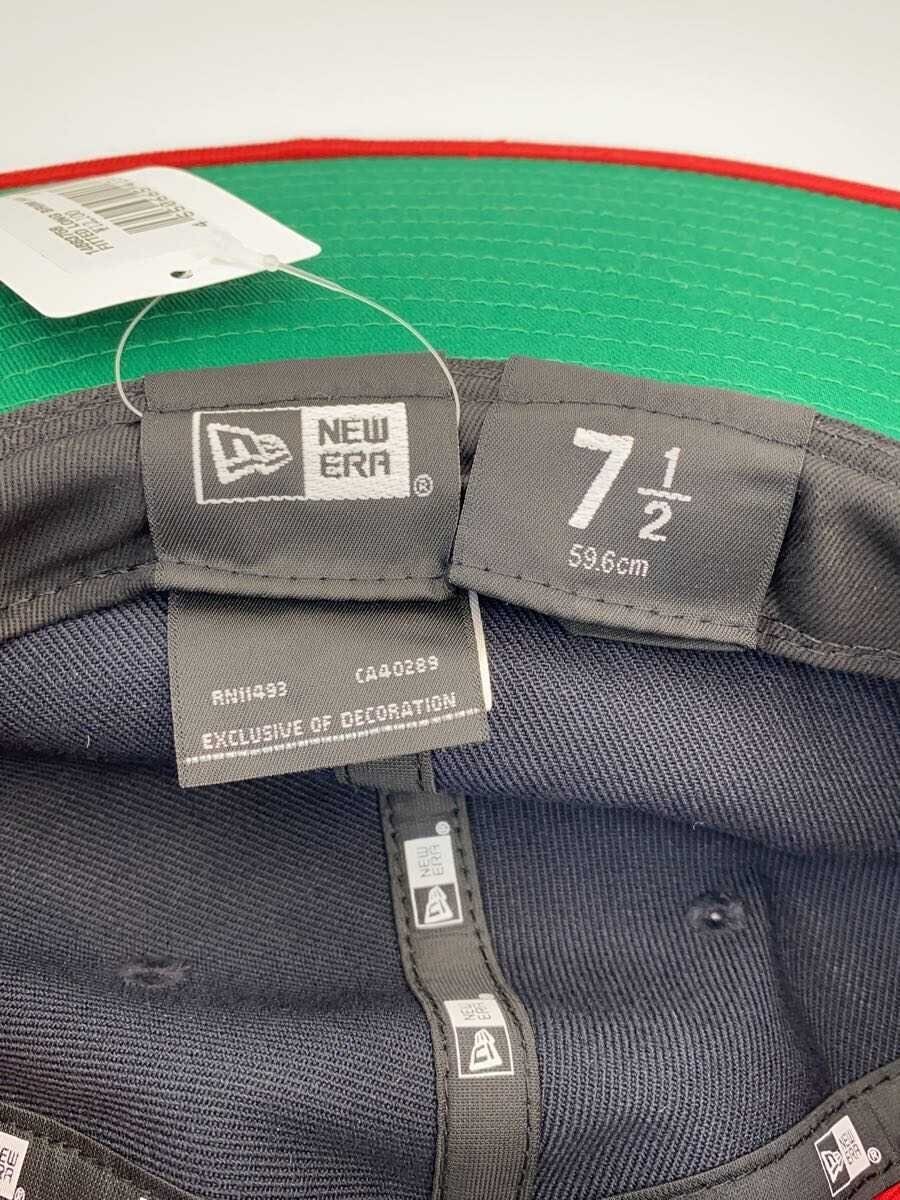 NEW
ERA
®
7 1/2
59.6cm
RN11493 CA40289
EXCLUSIVE OF DECORATION
NEW
ERA
®
NEW
ERA
NEW
ERA
NEW
ERA
®